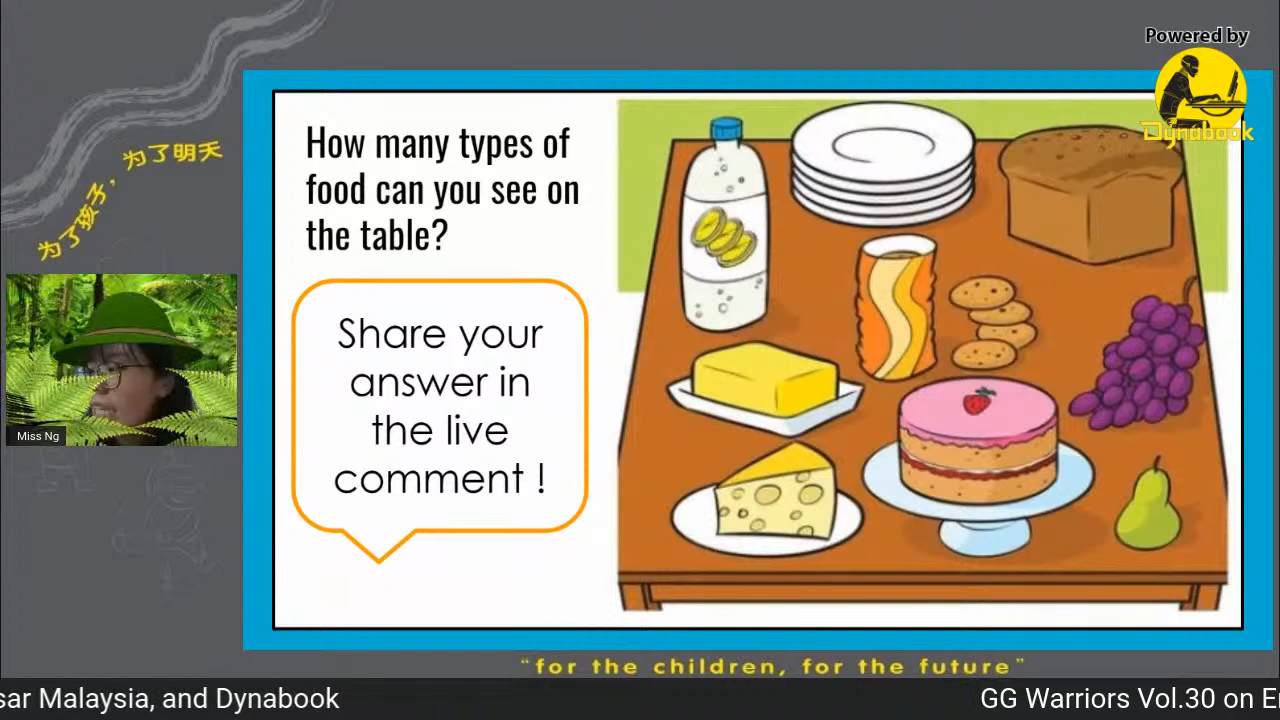 Powered by
Dynabook
为了孩子，为了明天
How many types of
food can you see on
the table?
Share your
answer in
the live
comment !
Miss Ng
"for the children, for the future"
sar Malaysia, and Dynabook
GG Warriors Vol.30 on E